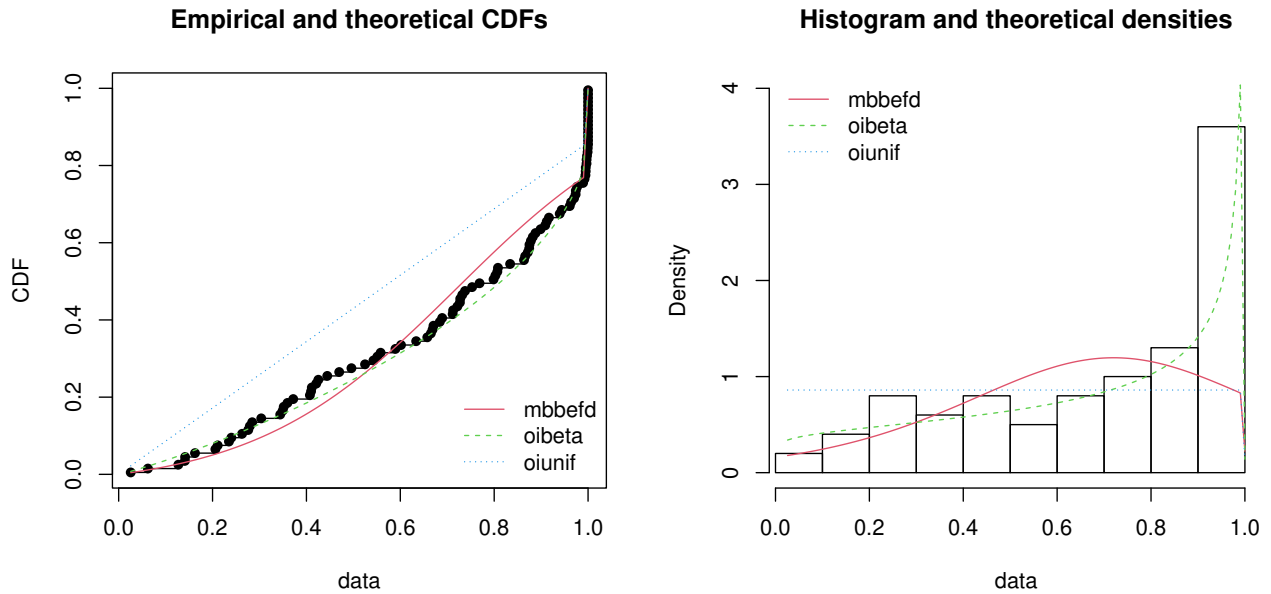 Empirical and theoretical CDFs
CDF
0.0 0.2 0.4 0.6 0.8 1.0
mbbefd
oibeta
oiunif
0.0 0.2 0.4 0.6 0.8 1.0
data
Histogram and theoretical densities
Density
0 1 2 3 4
mbbefd
oibeta
oiunif
0.0 0.2 0.4 0.6 0.8 1.0
data